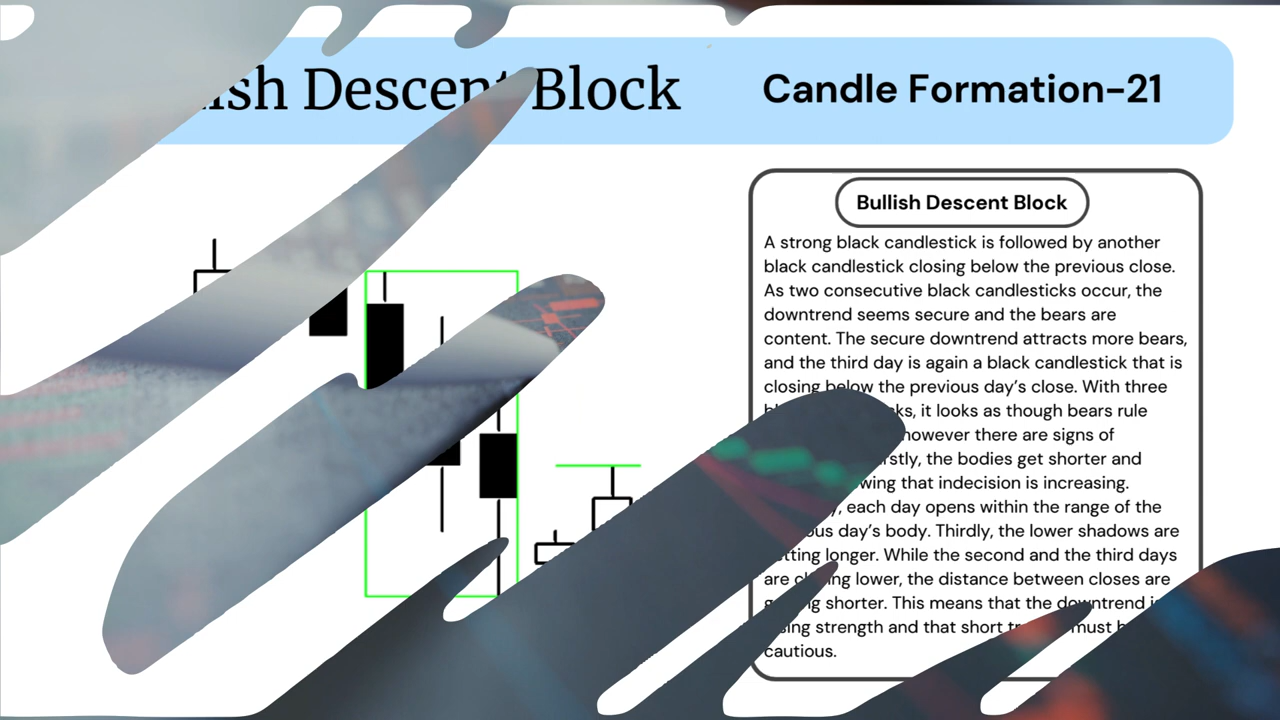 Descent Block
Candle Formation-21
Bullish Descent Block
A strong black candlestick is followed by another
black candlestick closing below the previous close.
As two consecutive black candlesticks occur, the
downtrend seems secure and the bears are
content. The secure downtrend attracts more bears,
and the third day is again a black candlestick that is
closing below the previous day's close. With three
it looks as though bears rule
however there are signs of
the bodies get shorter and
that indecision is increasing.
each day opens within the range of the
day's body. Thirdly, the lower shadows are
longer. While the second and the third days
are closing lower, the distance between closes are
shorter. This means that the downtrend
strength and that short must
cautious.